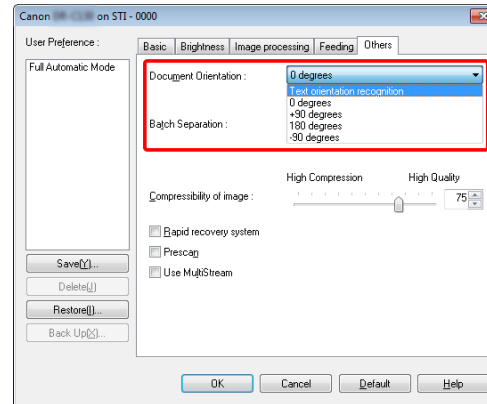 Canon on STI - 0000
User Preference :
Full Automatic Mode
Save(Y)...
Delete(J)
Restore(I)...
Back Up(X)...
Basic Brightness Image processing Feeding Others
Document Orientation : 0 degrees
Text orientation recognition
0 degrees
+90 degrees
180 degrees
-90 degrees
Batch Separation :
High Compression High Quality
Compressibility of image : 75
Rapid recovery system
Prescan
Use MultiStream
OK Cancel Default Help